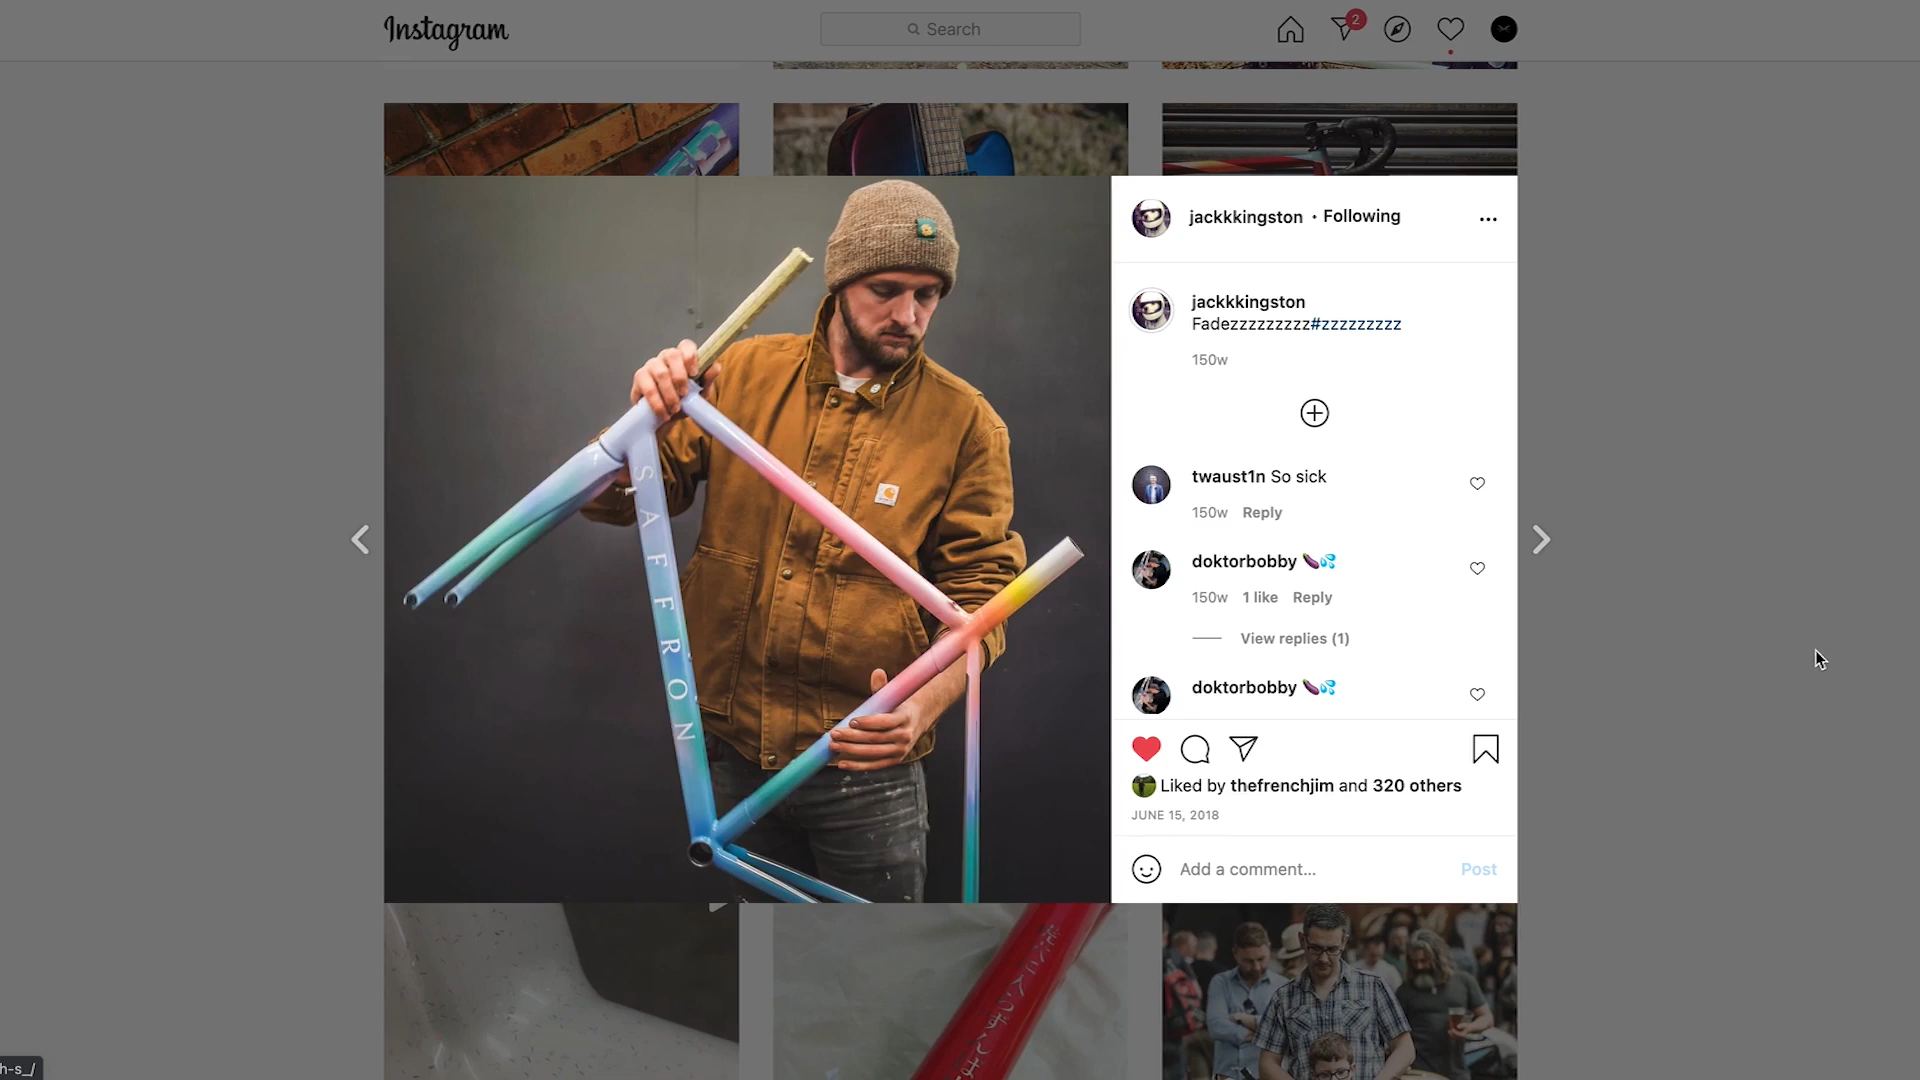 Instagram
Search
2
jackkkingston • Following
jackkkingston
Fadezzzzzzzzz#zzzzzzzzz
150w
twaust1n So sick
150w Reply
doktorbobby 🍆💦
150w 1 like Reply
View replies (1)
doktorbobby 🍆💦
Liked by thefrenchjim and 320 others
JUNE 15, 2018
Add a comment... Post
SAFFRON
h-s_/